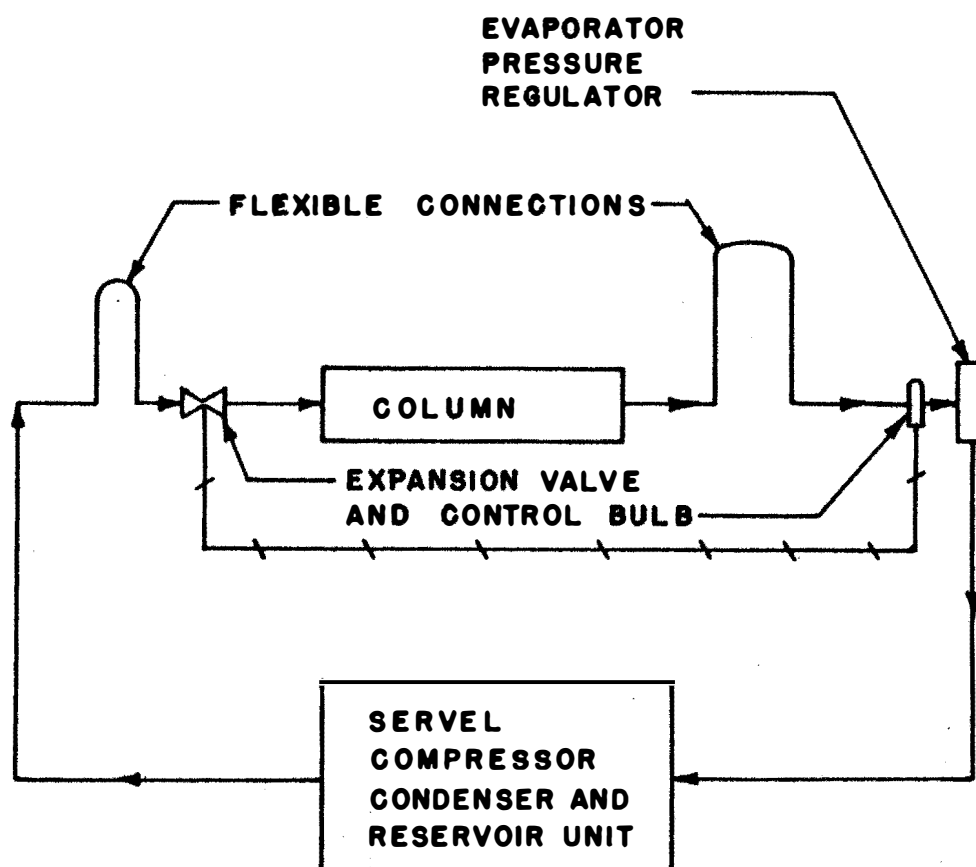 EVAPORATOR
PRESSURE
REGULATOR
FLEXIBLE CONNECTIONS
COLUMN
EXPANSION VALVE
AND CONTROL BULB
SERVEL
COMPRESSOR
CONDENSER AND
RESERVOIR UNIT